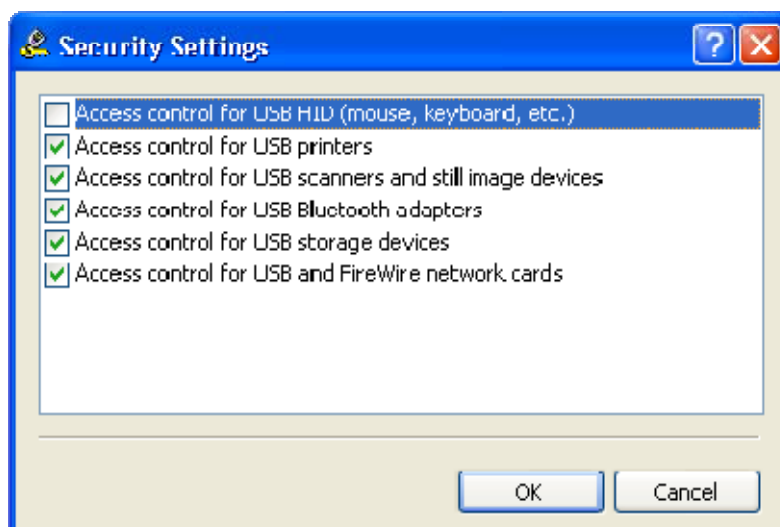 Security Settings
Access control for USB HID (mouse, keyboard, etc.)
Access control for USB printers
Access control for USB scanners and still image devices
Access control for USB Bluetooth adapters
Access control for USB storage devices
Access control for USB and FireWire network cards
OK Cancel